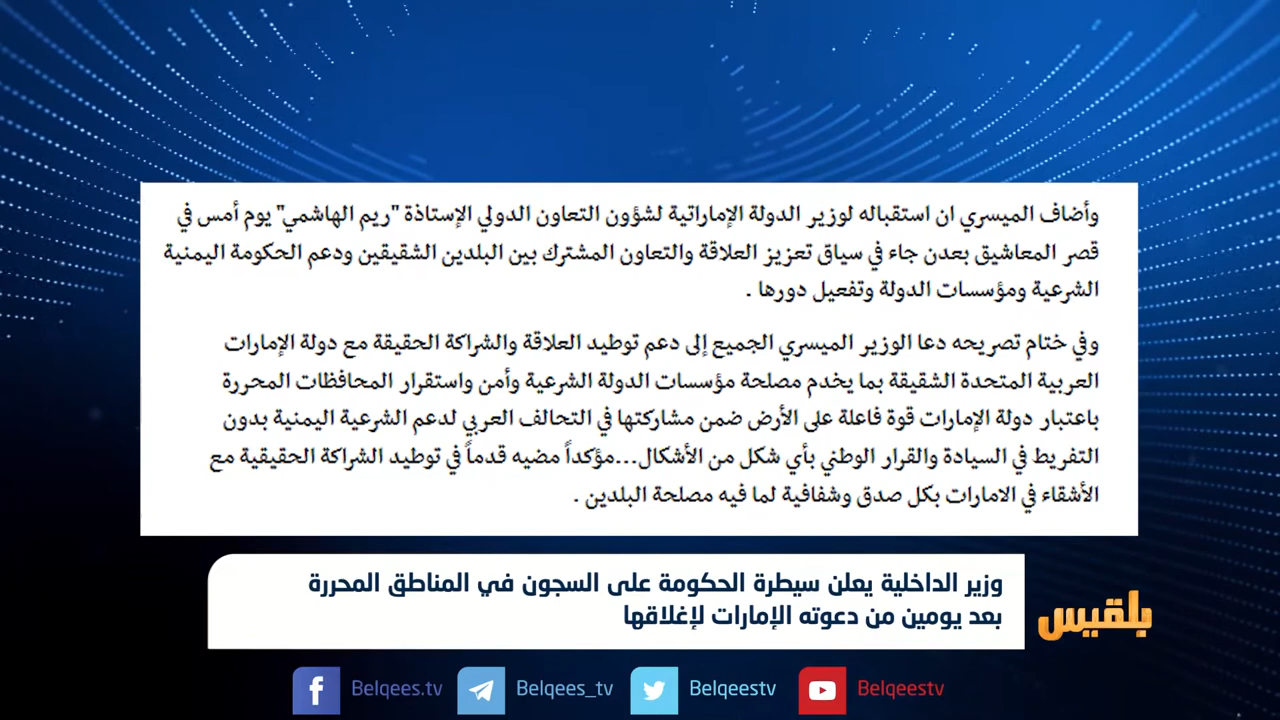 وأضاف الميسري ان استقباله لوزير الدولة الإماراتية لشؤون التعاون الدولي الإستاذة "ريم الهاشمي" يوم أمس في
قصر المعاشيق بعدن جاء في سياق تعزيز العلاقة والتعاون المشترك بين البلدين الشقيقين ودعم الحكومة اليمنية
الشرعية ومؤسسات الدولة وتفعيل دورها .
وفي ختام تصريحه دعا الوزير الميسري الجميع إلى دعم توطيد العلاقة والشراكة الحقيقة مع دولة الإمارات
العربية المتحدة الشقيقة بما يخدم مصلحة مؤسسات الدولة الشرعية وأمن واستقرار المحافظات المحررة
باعتبار دولة الإمارات قوة فاعلة على الأرض ضمن مشاركتها في التحالف العربي لدعم الشرعية اليمنية بدون
التفريط في السيادة والقرار الوطني بأي شكل من الأشكال...مؤكداً مضيه قدماً في توطيد الشراكة الحقيقية مع
الأشقاء في الامارات بكل صدق وشفافية لما فيه مصلحة البلدين .
وزير الداخلية يعلن سيطرة الحكومة على السجون في المناطق المحررة
بعد يومين من دعوته الإمارات لإغلاقها
بلقيس
Belqees.tv Belqees_tv Belqeestv Belqeestv